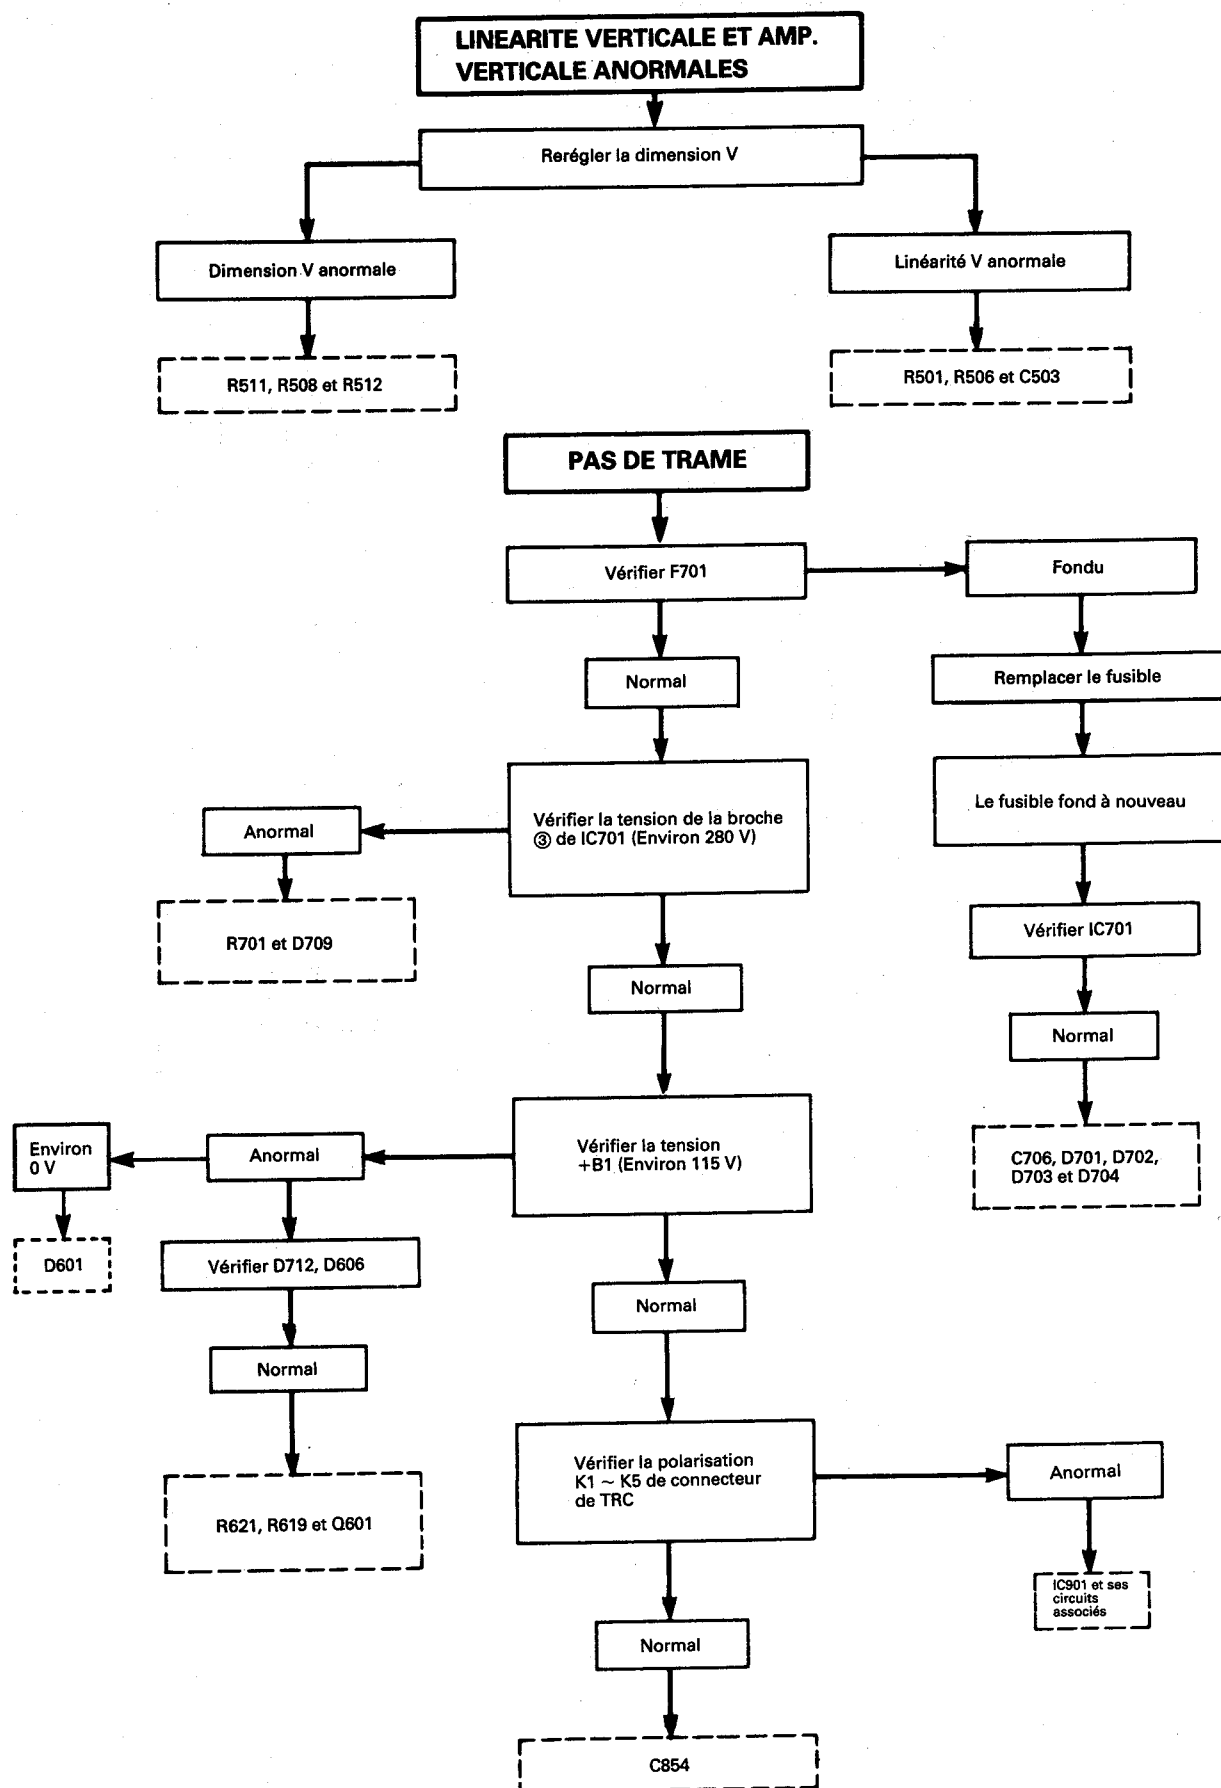 LINEARITE VERTICALE ET AMP.
VERTICALE ANORMALES
Rerégler la dimension V
Dimension V anormale
Linéarité V anormale
R511, R508 et R512
R501, R506 et C503
PAS DE TRAME
Vérifier F701
Fondu
Normal
Remplacer le fusible
Vérifier la tension de la broche
③ de IC701 (Environ 280 V)
Anormal
Le fusible fond à nouveau
R701 et D709
Vérifier IC701
Normal
Normal
Vérifier la tension
+B1 (Environ 115 V)
Anormal
Environ
0 V
C706, D701, D702,
D703 et D704
D601
Vérifier D712, D606
Normal
Normal
Vérifier la polarisation
K1 ~ K5 de connecteur
de TRC
Anormal
R621, R619 et Q601
IC901 et ses
circuits
associés
Normal
C854